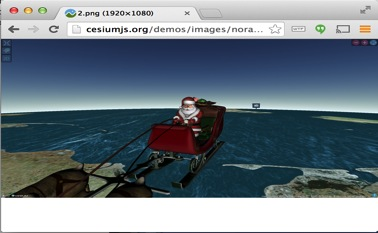 2.png (1920×1080)
cesiumjs.org/demos/images/nora...